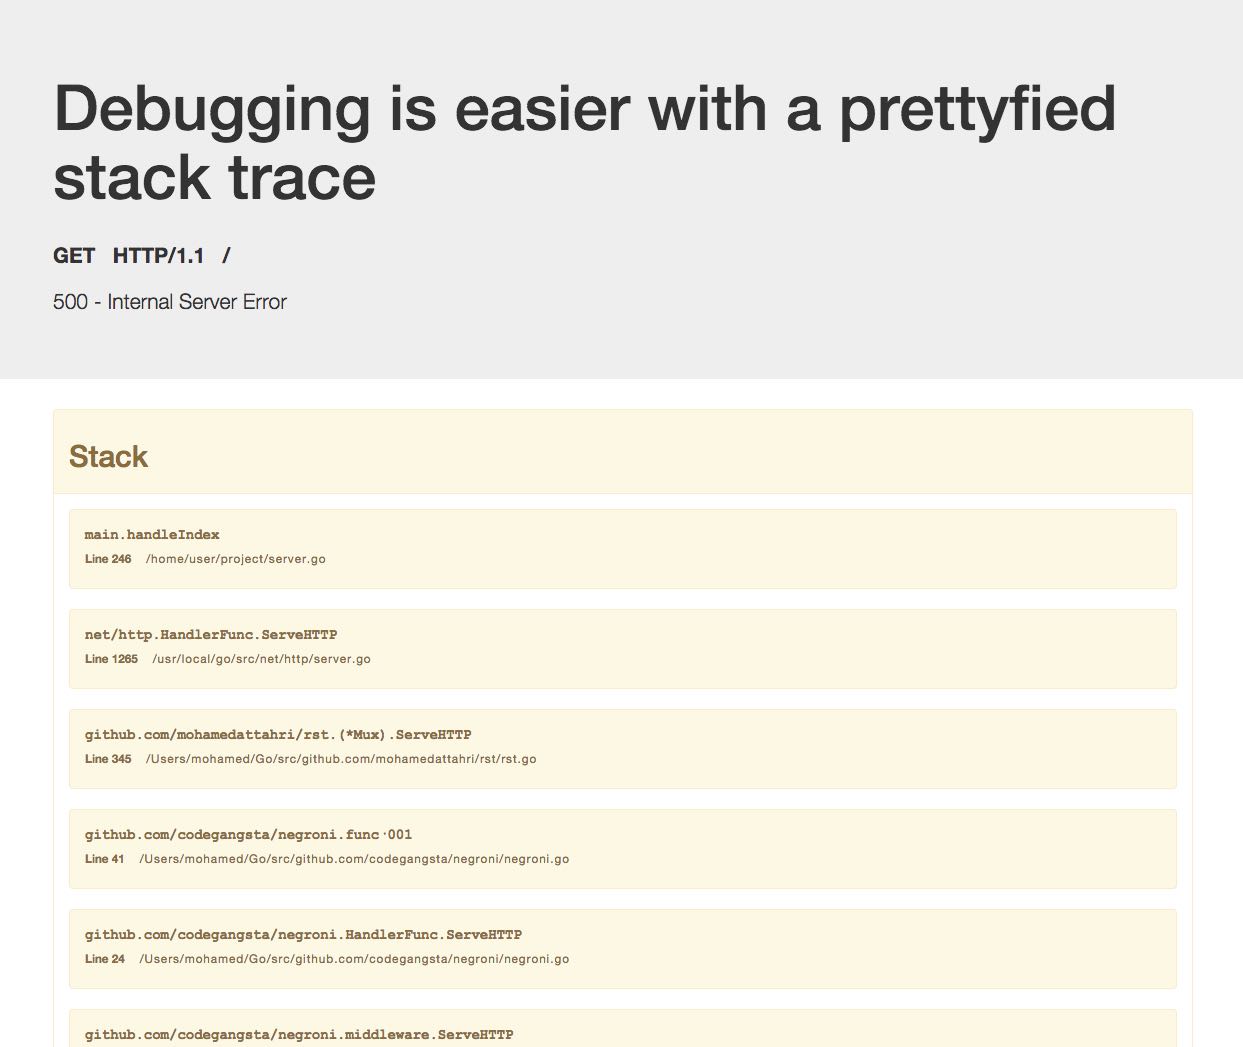 Debugging is easier with a prettyfied
stack trace
GET HTTP/1.1 /
500 - Internal Server Error
Stack
main.handleIndex
Line 246 /home/user/project/server.go
net/http.HandlerFunc.ServeHTTP
Line 1265 /usr/local/go/src/net/http/server.go
github.com/mohamedattahri/rst.(*Mux).ServeHTTP
Line 345 /Users/mohamed/Go/src/github.com/mohamedattahri/rst/rst.go
github.com/codegangsta/negroni.func·001
Line 41 /Users/mohamed/Go/src/github.com/codegangsta/negroni/negroni.go
github.com/codegangsta/negroni.HandlerFunc.ServeHTTP
Line 24 /Users/mohamed/Go/src/github.com/codegangsta/negroni/negroni.go
github.com/codegangsta/negroni.middleware.ServeHTTP